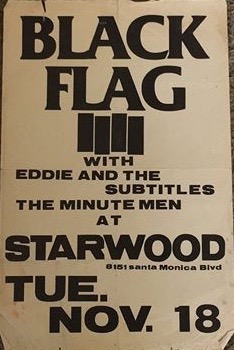 BLACK
FLAG
WITH
EDDIE AND THE
SUBTITLES
THE MINUTE MEN
AT
STARWOOD
8151 santa Monica Blvd
TUE.
NOV. 18